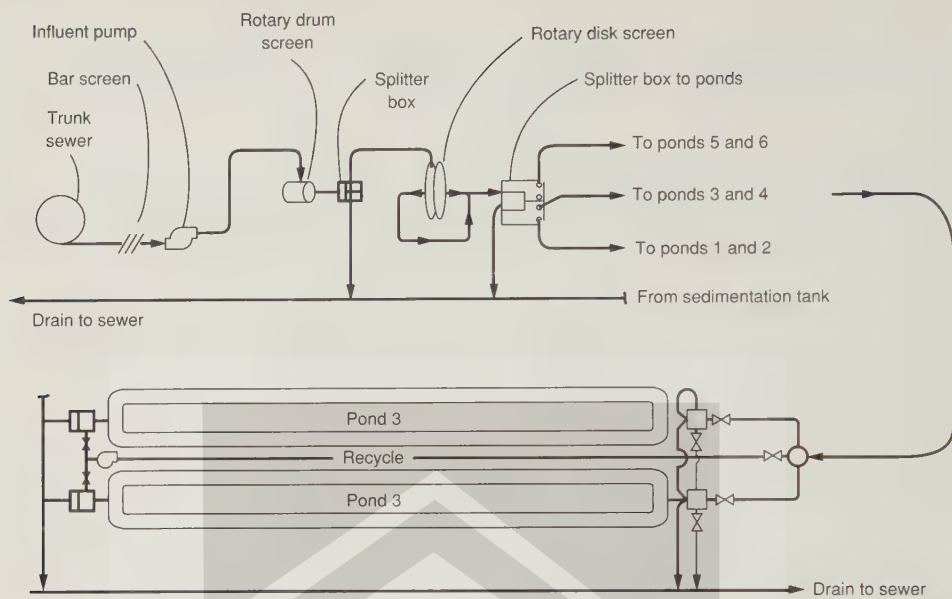 Influent pump
Bar screen
Trunk
sewer
Rotary drum
screen
Splitter
box
Rotary disk screen
Splitter box to ponds
To ponds 5 and 6
To ponds 3 and 4
To ponds 1 and 2
From sedimentation tank
Drain to sewer
Pond 3
Recycle
Pond 3
Drain to sewer